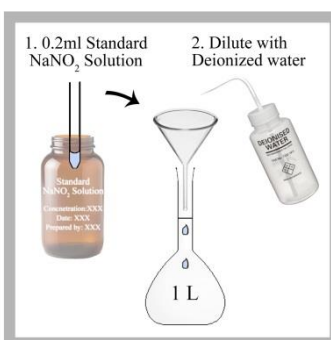 1. 0.2ml Standard
NaNO₂ Solution
2. Dilute with
Deionized water
Standard
NaNO₂ Solution
Concentration:XXX
Date: XXX
Prepared by: XXX
DEIONISED
WATER
1 L